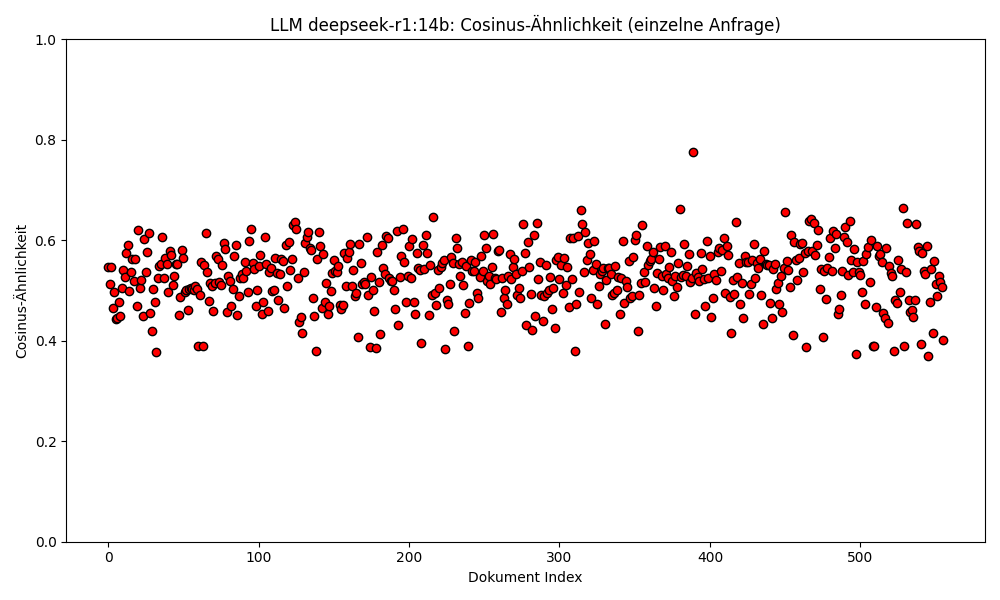 LLM deepseek-r1:14b: Cosinus-Ähnlichkeit (einzelne Anfrage)
1.0
0.8
0.6
0.4
0.2
0.0
Cosinus-Ähnlichkeit
0 100 200 300 400 500
Dokument Index